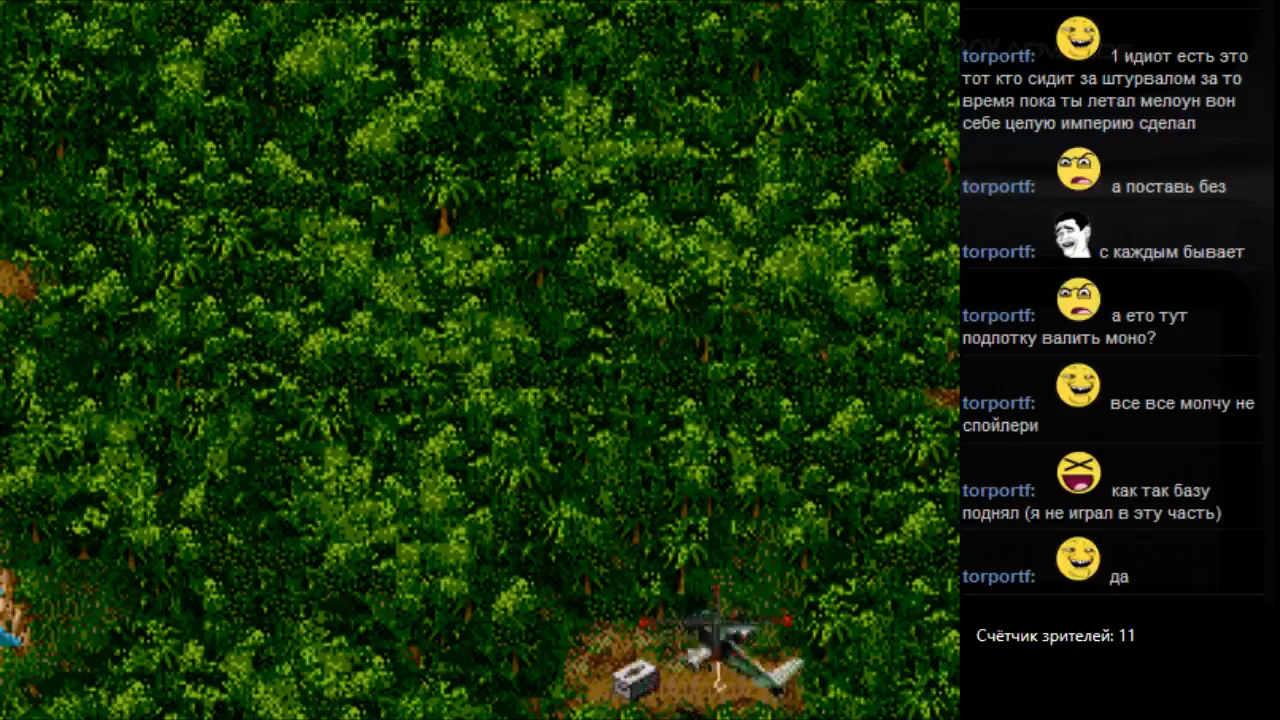 torportf: 1 идиот есть это
тот кто сидит за штурвалом за то
время пока ты летал мелоун вон
себе целую империю сделал
torportf: а поставь без
torportf: с каждым бывает
torportf: а ето тут
подлотку валить моно?
torportf: все все молчу не
спойлери
torportf: как так базу
поднял (я не играл в эту часть)
torportf: да
Счётчик зрителей: 11